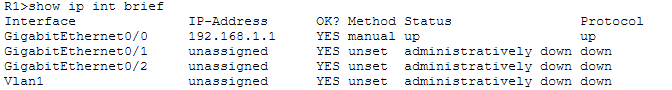 R1>show ip int brief
Interface IP-Address OK? Method Status Protocol
GigabitEthernet0/0 192.168.1.1 YES manual up up
GigabitEthernet0/1 unassigned YES unset administratively down down
GigabitEthernet0/2 unassigned YES unset administratively down down
Vlan1 unassigned YES unset administratively down down